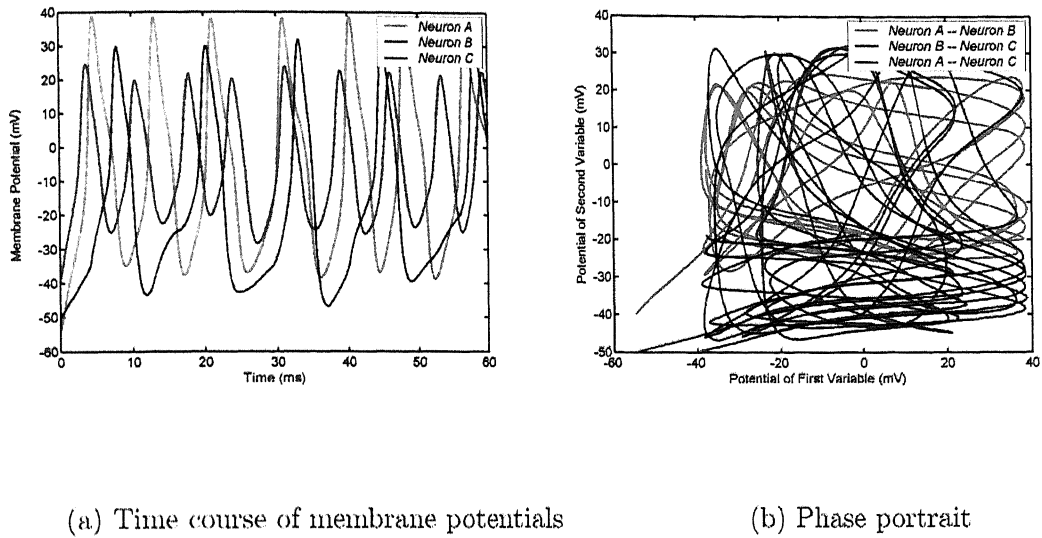 40
30
20
10
0
-10
-20
-30
-40
-50
-60
0 10 20 30 40 50 60
Membrane Potential (mV)
Time (ms)
Neuron A
Neuron B
Neuron C
40
30
20
10
0
-10
-20
-30
-40
-50
-60 -40 -20 0 20 40
Potential of Second Variable (mV)
Potential of First Variable (mV)
Neuron A -- Neuron B
Neuron B -- Neuron C
Neuron A -- Neuron C
(a) Time course of membrane potentials
(b) Phase portrait